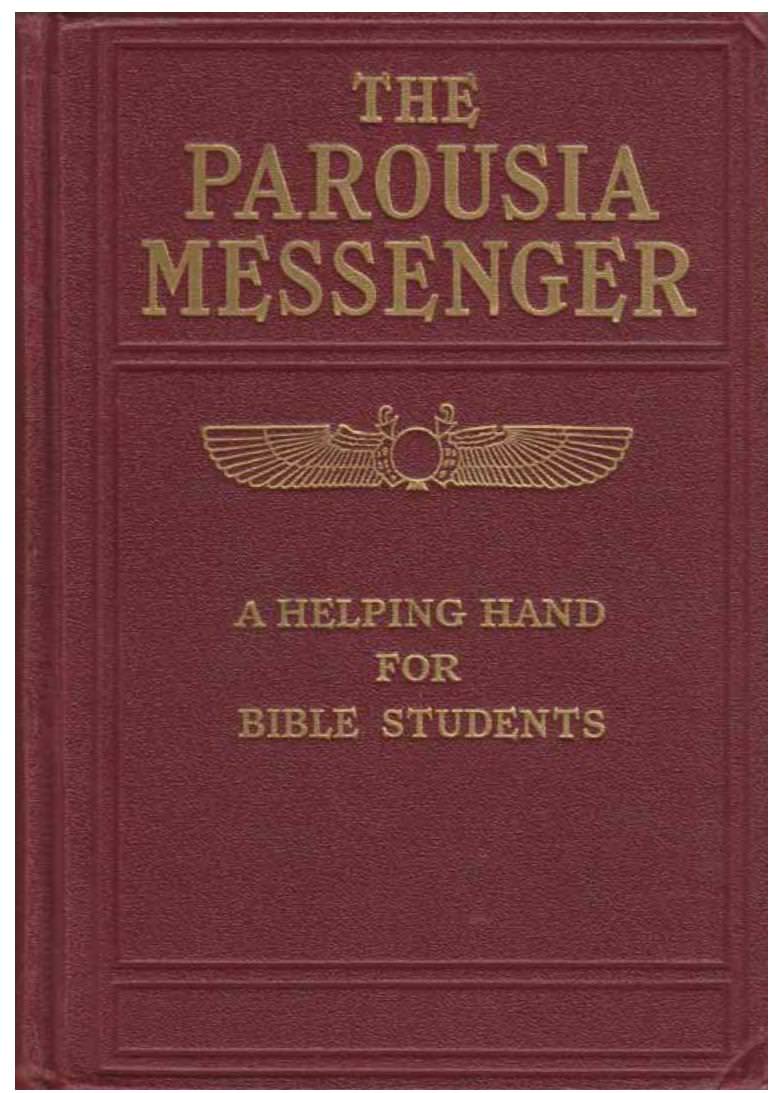 THE
PAROUSIA
MESSENGER
A HELPING HAND
FOR
BIBLE STUDENTS